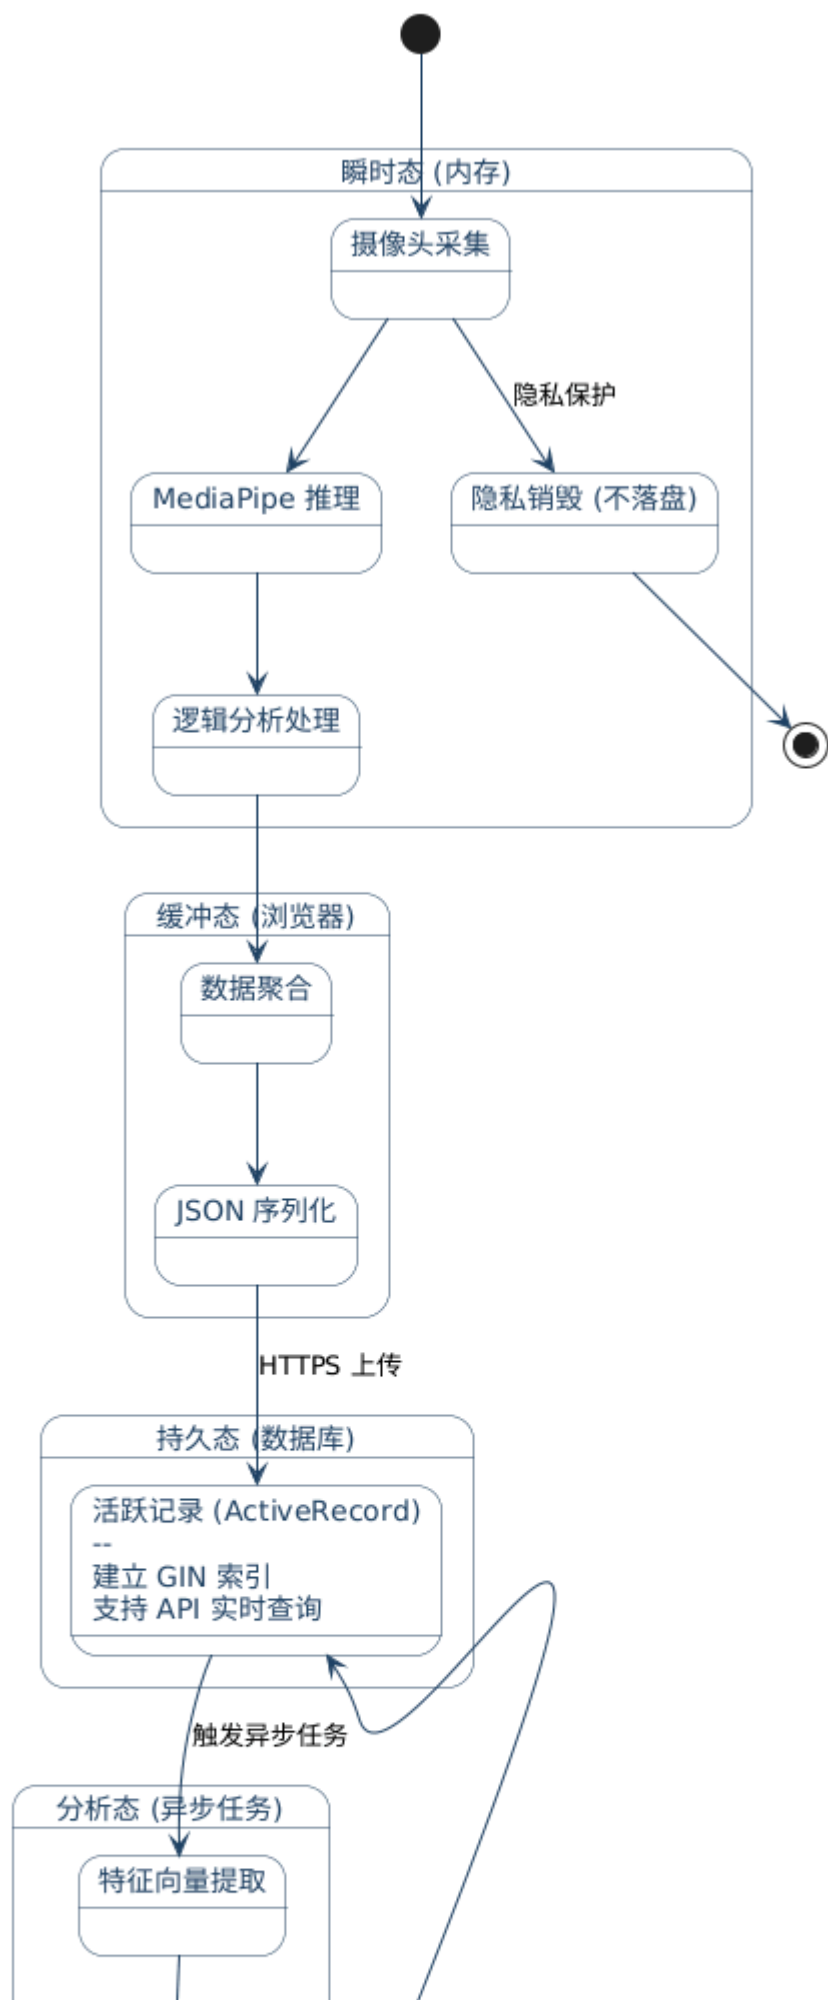 瞬时态 (内存)
摄像头采集
隐私保护
MediaPipe 推理
隐私销毁 (不落盘)
逻辑分析处理
缓冲态 (浏览器)
数据聚合
JSON 序列化
HTTPS 上传
持久态 (数据库)
活跃记录 (ActiveRecord)
--
建立 GIN 索引
支持 API 实时查询
触发异步任务
分析态 (异步任务)
特征向量提取